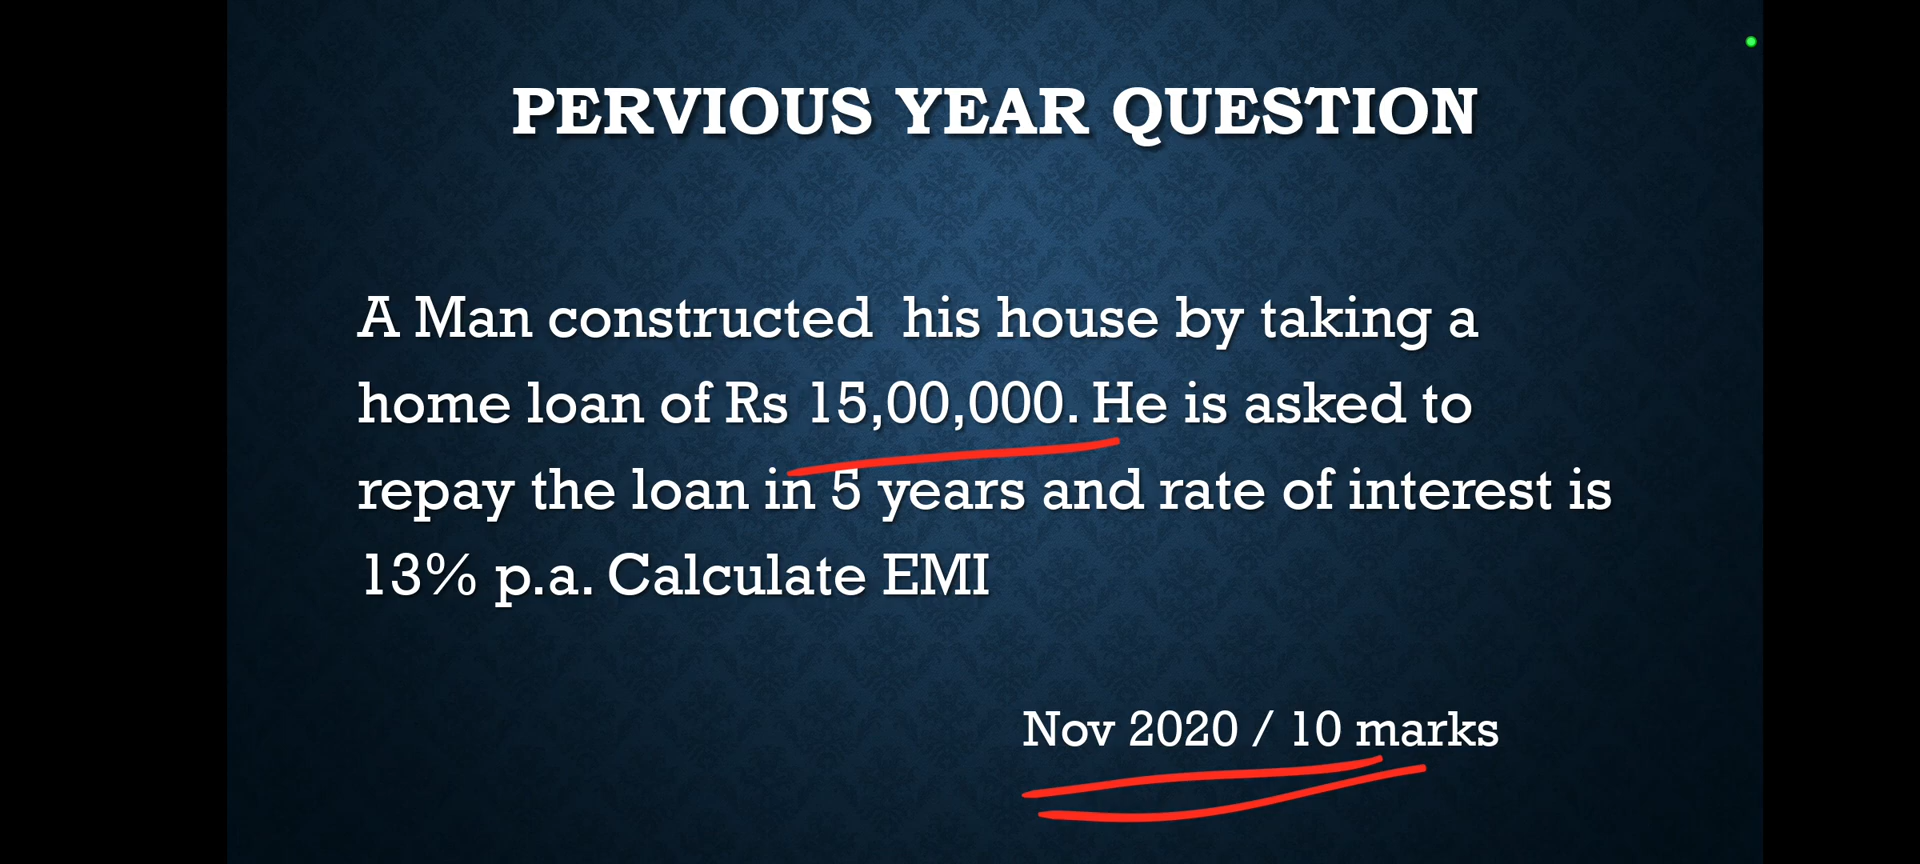 PERVIOUS YEAR QUESTION
A Man constructed  his house by taking a
home loan of Rs 15,00,000. He is asked to
repay the loan in 5 years and rate of interest is
13% p.a. Calculate EMI
Nov 2020 / 10 marks